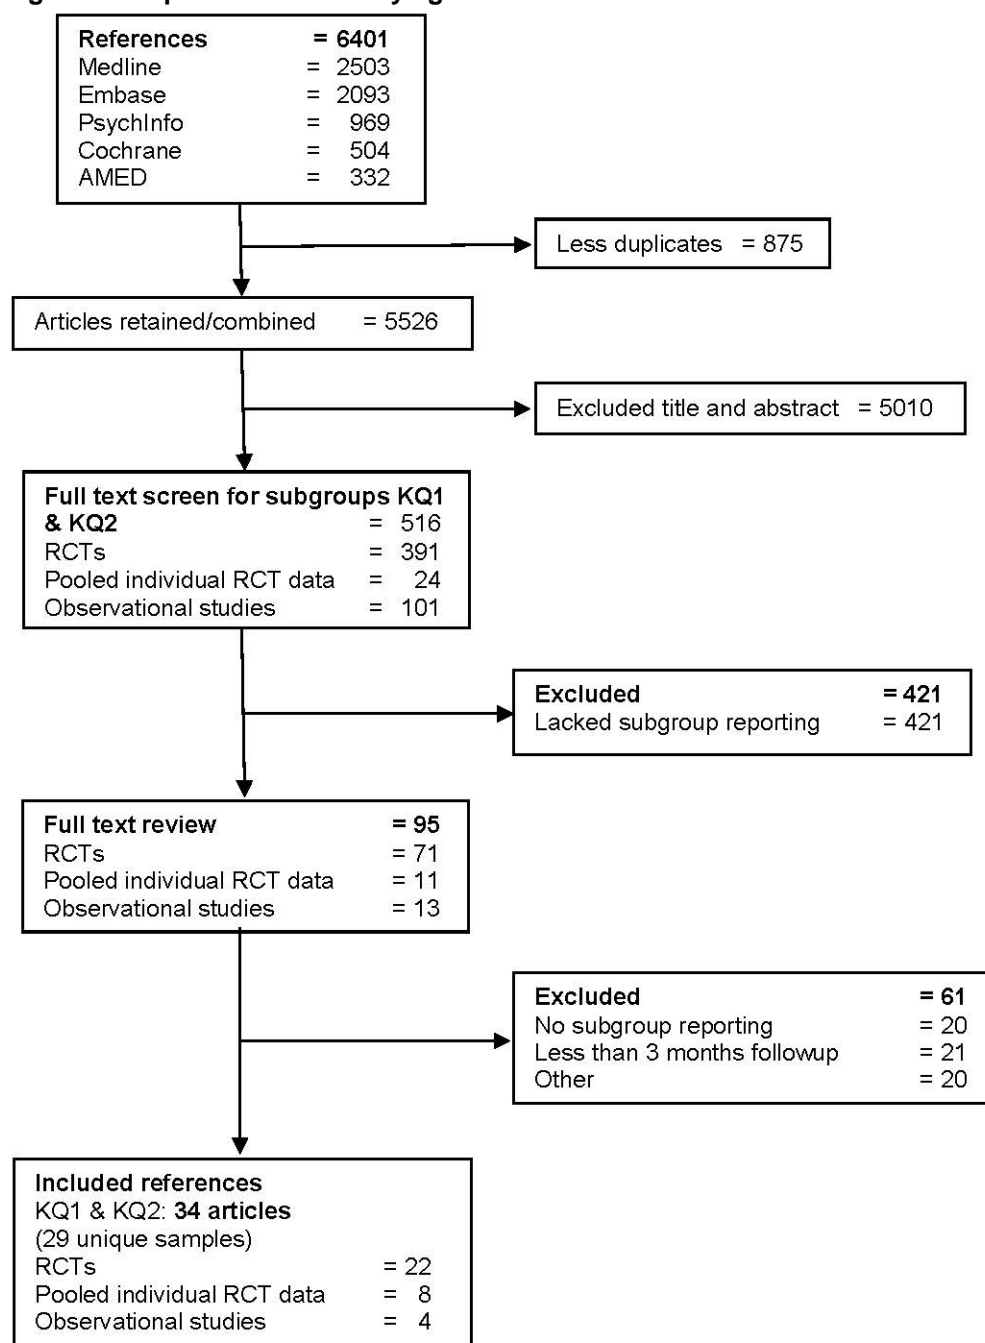 References = 6401
Medline = 2503
Embase = 2093
PsychInfo = 969
Cochrane = 504
AMED = 332
Less duplicates = 875
Articles retained/combined = 5526
Excluded title and abstract = 5010
Full text screen for subgroups KQ1
& KQ2 = 516
RCTs = 391
Pooled individual RCT data = 24
Observational studies = 101
Excluded = 421
Lacked subgroup reporting = 421
Full text review = 95
RCTs = 71
Pooled individual RCT data = 11
Observational studies = 13
Excluded = 61
No subgroup reporting = 20
Less than 3 months followup = 21
Other = 20
Included references
KQ1 & KQ2: 34 articles
(29 unique samples)
RCTs = 22
Pooled individual RCT data = 8
Observational studies = 4